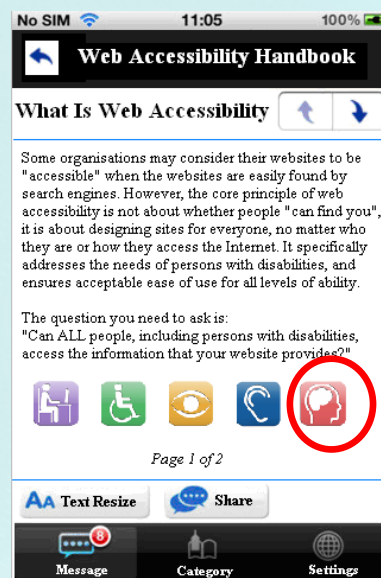 No SIM 11:05 100%
Web Accessibility Handbook
What Is Web Accessibility
Some organisations may consider their websites to be
"accessible" when the websites are easily found by
search engines. However, the core principle of web
accessibility is not about whether people "can find you",
it is about designing sites for everyone, no matter who
they are or how they access the Internet. It specifically
addresses the needs of persons with disabilities, and
ensures acceptable ease of use for all levels of ability.
The question you need to ask is:
"Can ALL people, including persons with disabilities,
access the information that your website provides?"
Page 1 of 2
AA Text Resize Share
8
Message Category Settings